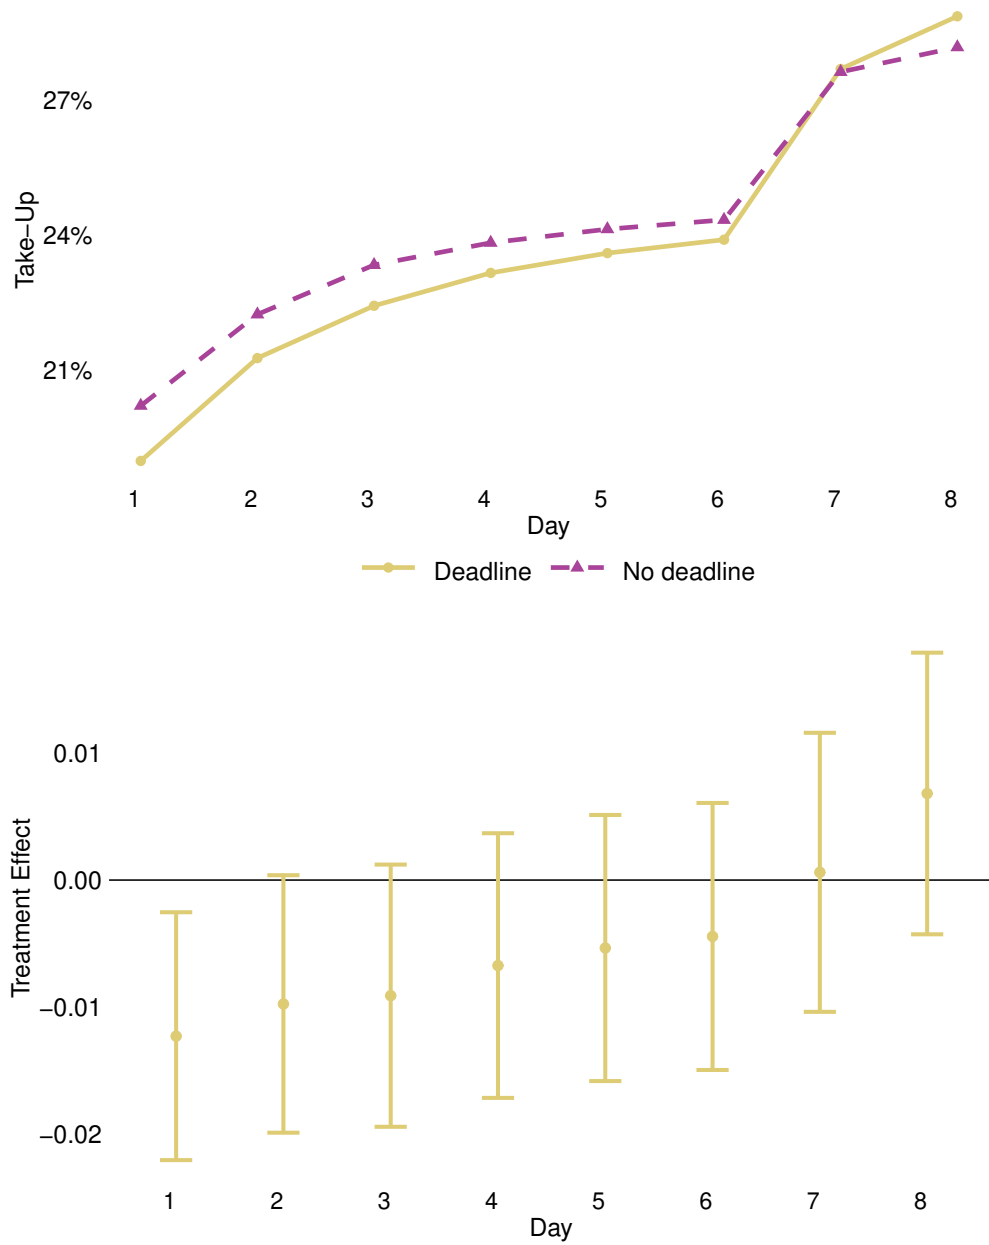 27%
24%
21%
Take−Up
1 2 3 4 5 6 7 8
Day
Deadline No deadline
0.01
0.00
−0.01
−0.02
Treatment Effect
1 2 3 4 5 6 7 8
Day